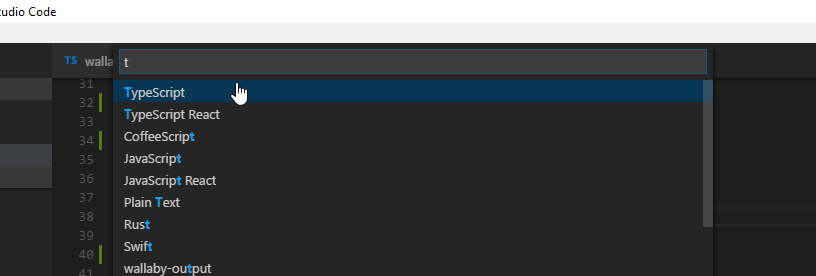 tudio Code
TS walla
t
31
TypeScript
32
TypeScript React
33
CoffeeScript
34
JavaScript
35
JavaScript React
36
Plain Text
37
Rust
38
Swift
39
wallaby-output
40
41